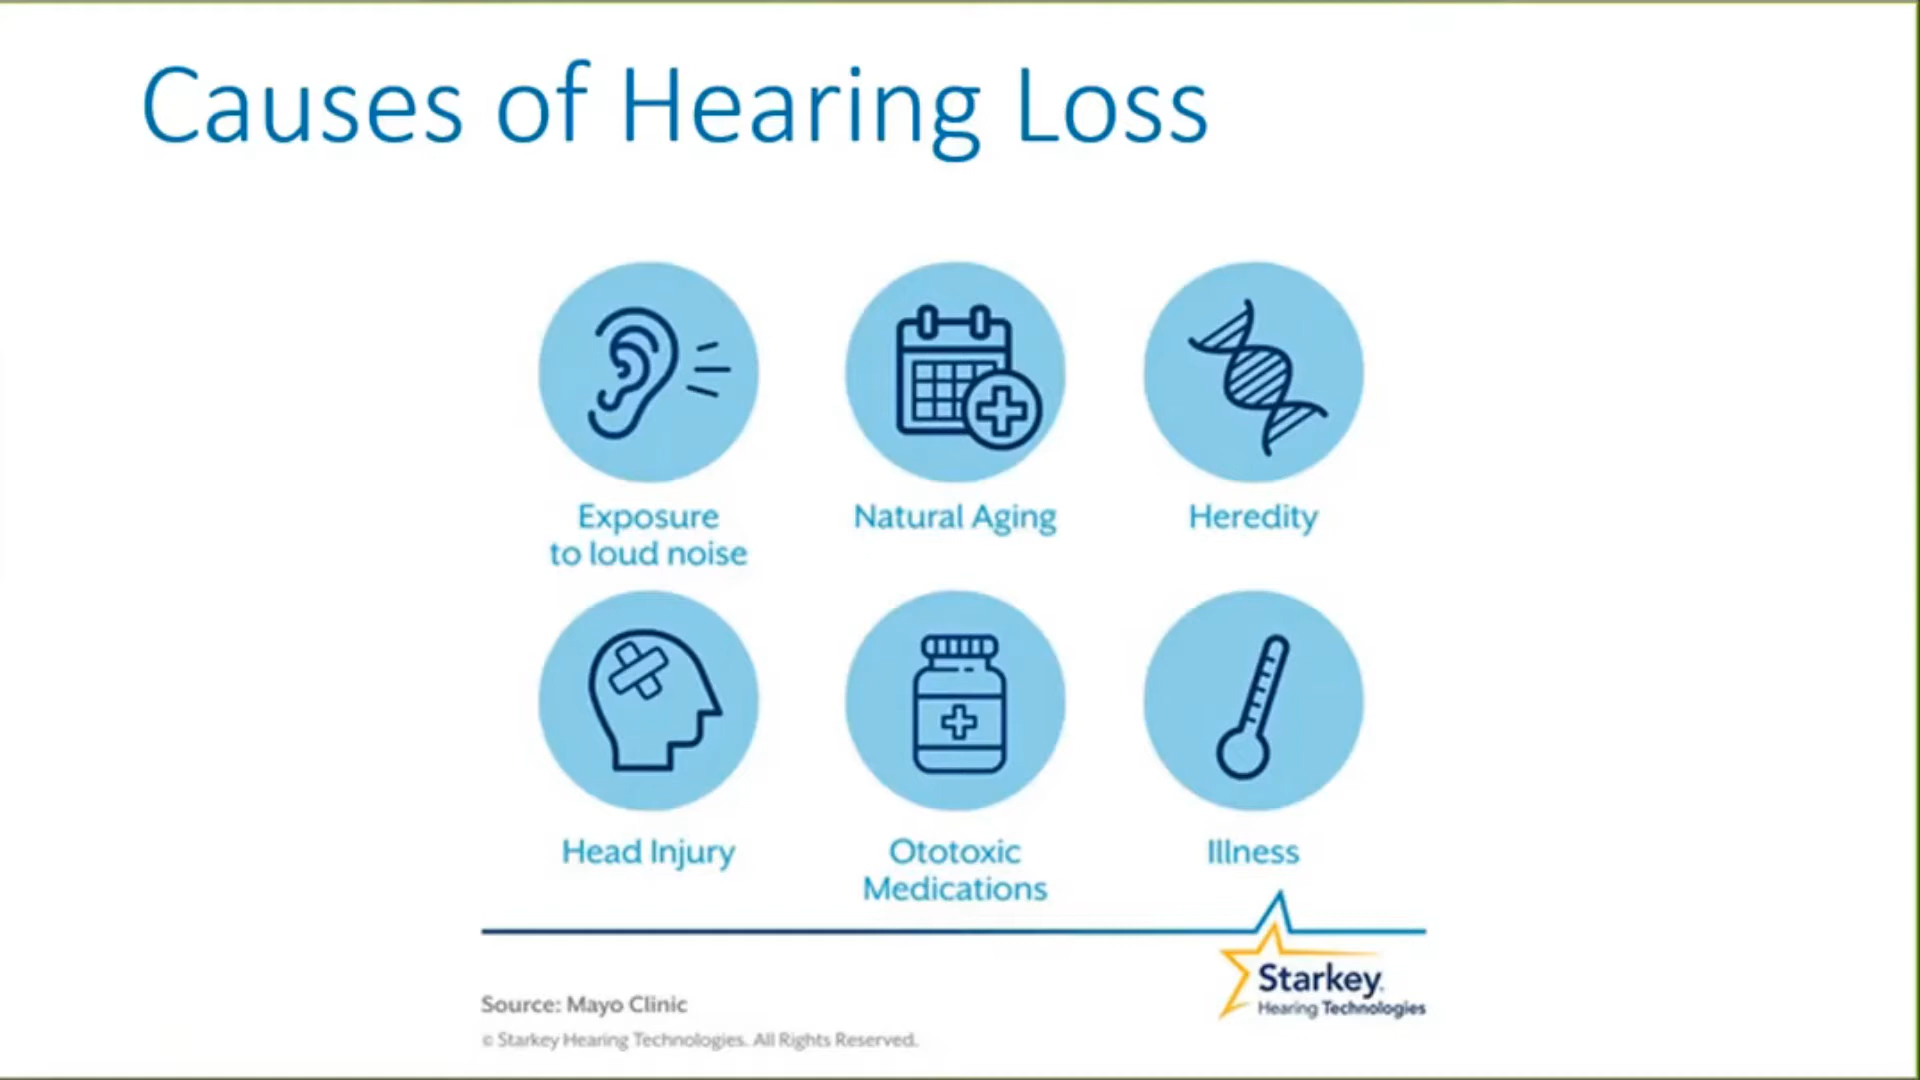 Causes of Hearing Loss
Exposure
to loud noise
Natural Aging
Heredity
Head Injury
Ototoxic
Medications
Illness
Starkey.
Hearing Technologies
Source: Mayo Clinic
© Starkey Hearing Technologies. All Rights Reserved.